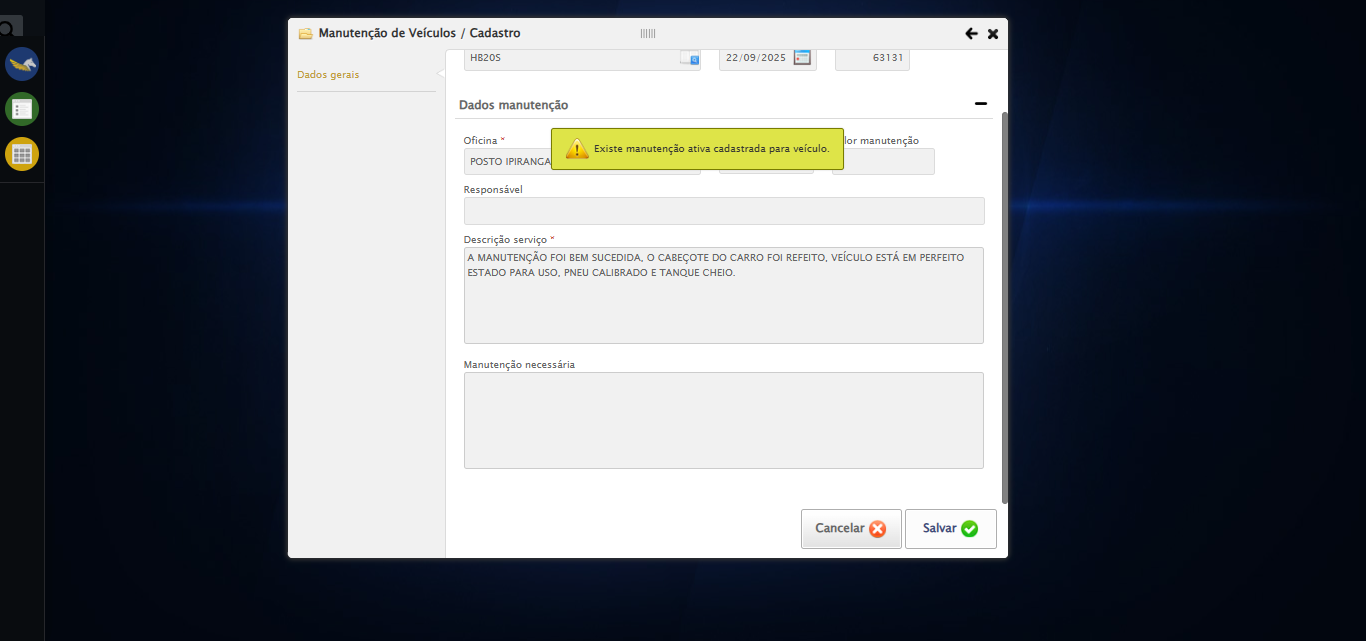 Manutenção de Veículos / Cadastro
Dados gerais
HB20S
22/09/2025
63131
Dados manutenção
Oficina *
lor manutenção
POSTO IPIRANGA
Existe manutenção ativa cadastrada para veículo.
Responsável
Descrição serviço *
A MANUTENÇÃO FOI BEM SUCEDIDA, O CABEÇOTE DO CARRO FOI REFEITO, VEÍCULO ESTÁ EM PERFEITO
ESTADO PARA USO, PNEU CALIBRADO E TANQUE CHEIO.
Manutenção necessária
Cancelar
Salvar